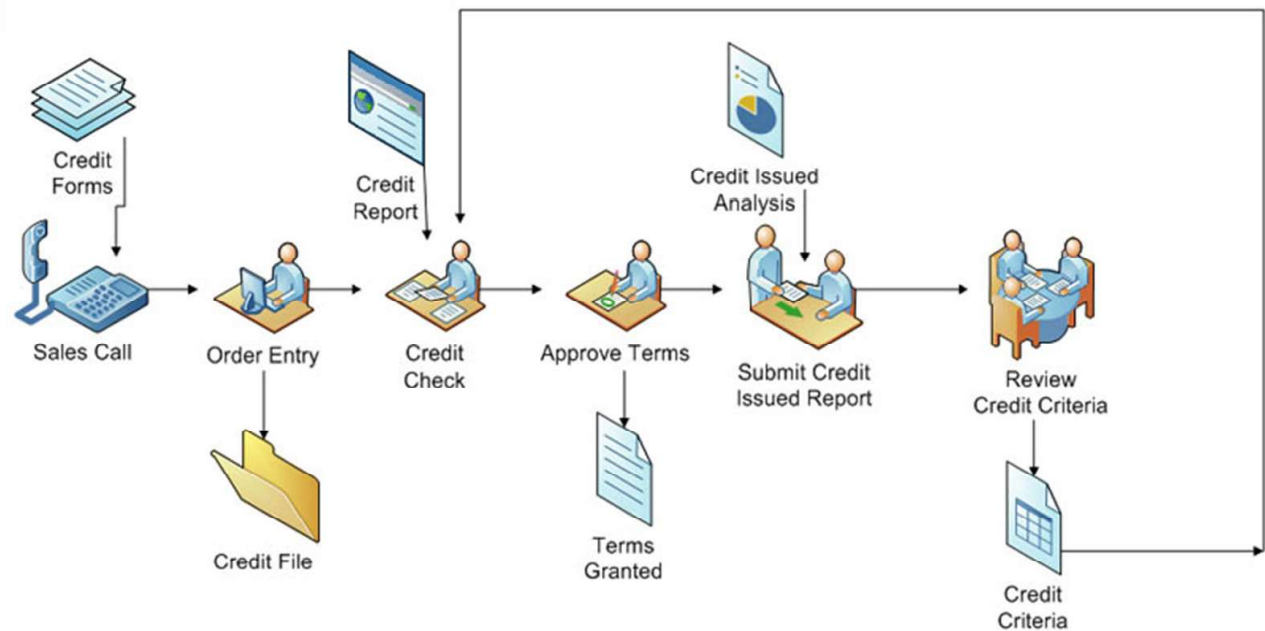 Credit
Forms
Credit
Report
Credit Issued
Analysis
Sales Call
Order Entry
Credit
Check
Approve Terms
Submit Credit
Issued Report
Review
Credit Criteria
Credit File
Terms
Granted
Credit
Criteria